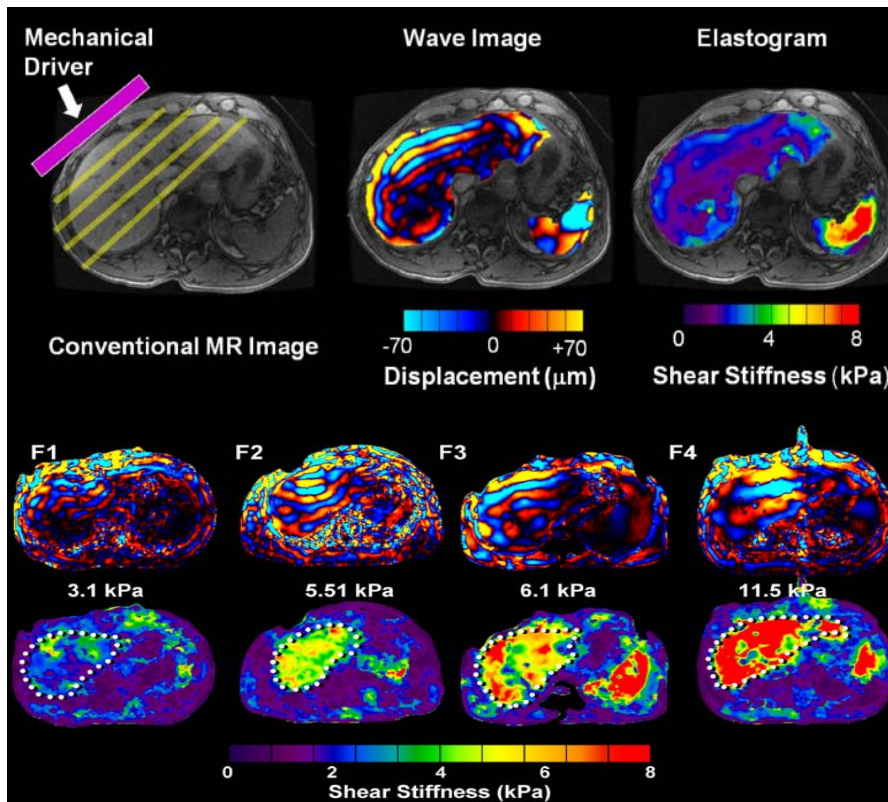 Mechanical
Driver
Wave Image
Elastogram
Conventional MR Image
-70 0 +70
Displacement (μm)
0 4 8
Shear Stiffness (kPa)
F1 F2 F3 F4
3.1 kPa 5.51 kPa 6.1 kPa 11.5 kPa
0 2 4 6 8
Shear Stiffness (kPa)